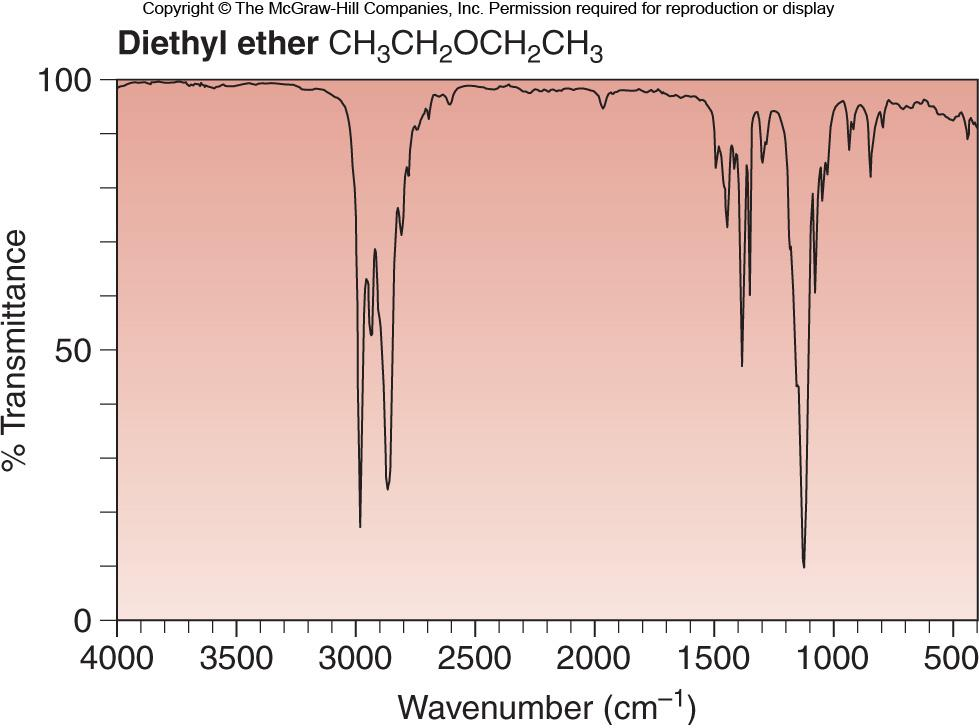 Copyright © The McGraw-Hill Companies, Inc. Permission required for reproduction or display
Diethyl ether CH₃CH₂OCH₂CH₃
100
50
0
% Transmittance
4000 3500 3000 2500 2000 1500 1000 500
Wavenumber (cm⁻¹)